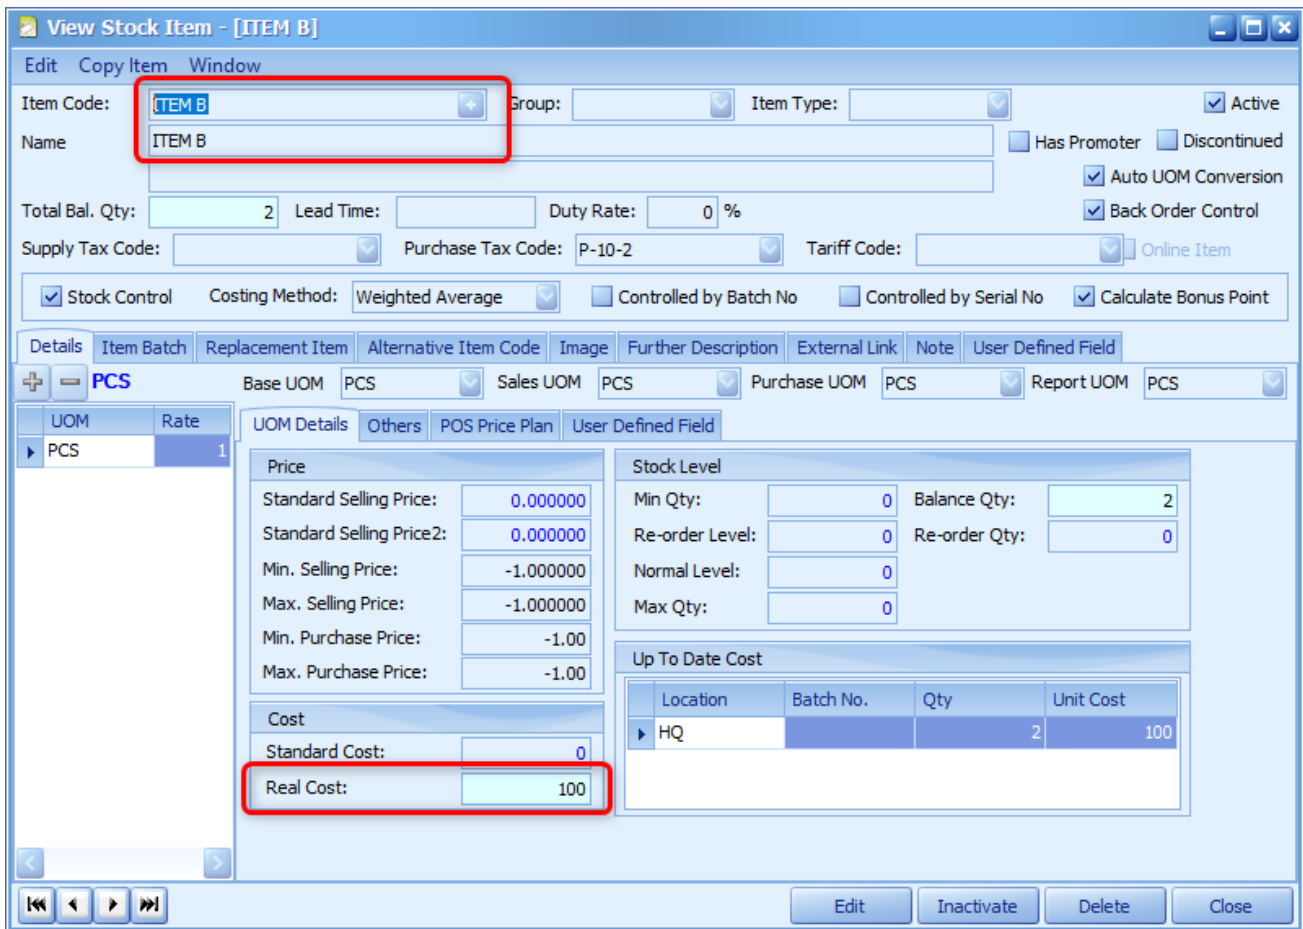 View Stock Item - [ITEM B]
Edit Copy Item Window
Item Code: ITEM B Group: Item Type: Active
Name ITEM B Has Promoter Discontinued
Auto UOM Conversion
Total Bal. Qty: 2 Lead Time: Duty Rate: 0 % Back Order Control
Supply Tax Code: Purchase Tax Code: P-10-2 Tariff Code: Online Item
Stock Control Costing Method: Weighted Average Controlled by Batch No Controlled by Serial No Calculate Bonus Point
Details Item Batch Replacement Item Alternative Item Code Image Further Description External Link Note User Defined Field
PCS Base UOM PCS Sales UOM PCS Purchase UOM PCS Report UOM PCS
UOM Rate UOM Details Others POS Price Plan User Defined Field
PCS 1
Price Stock Level
Standard Selling Price: 0.000000 Min Qty: 0 Balance Qty: 2
Standard Selling Price2: 0.000000 Re-order Level: 0 Re-order Qty: 0
Min. Selling Price: -1.000000 Normal Level: 0
Max. Selling Price: -1.000000 Max Qty: 0
Min. Purchase Price: -1.00
Max. Purchase Price: -1.00 Up To Date Cost
Location Batch No. Qty Unit Cost
Cost HQ 2 100
Standard Cost: 0
Real Cost: 100
Edit Inactivate Delete Close